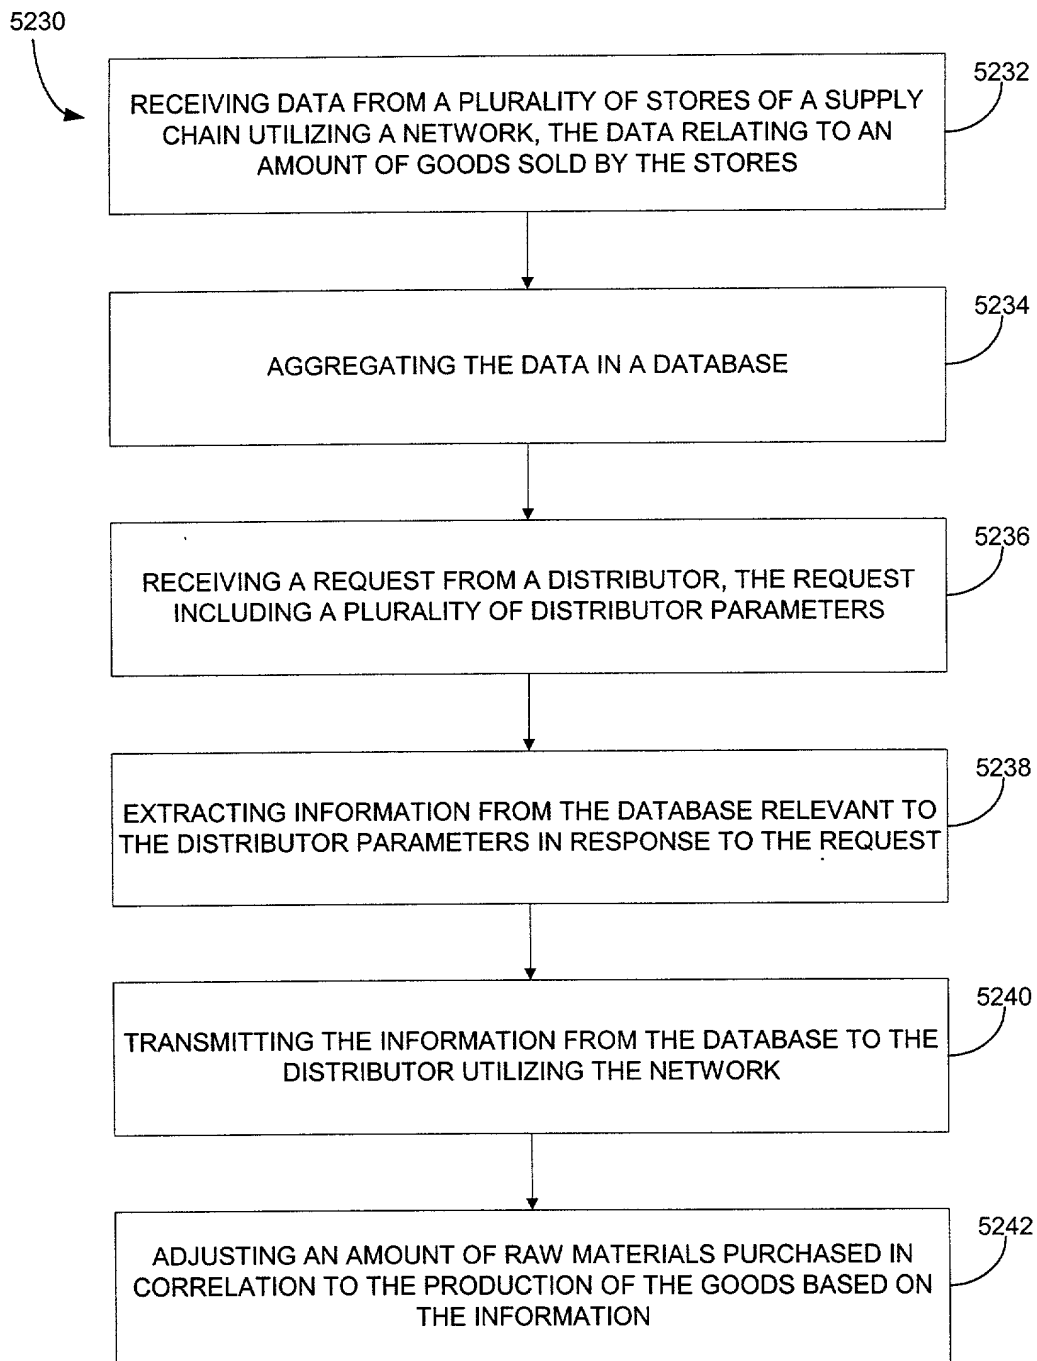 5230
5232
RECEIVING DATA FROM A PLURALITY OF STORES OF A SUPPLY
CHAIN UTILIZING A NETWORK, THE DATA RELATING TO AN
AMOUNT OF GOODS SOLD BY THE STORES
5234
AGGREGATING THE DATA IN A DATABASE
5236
RECEIVING A REQUEST FROM A DISTRIBUTOR, THE REQUEST
INCLUDING A PLURALITY OF DISTRIBUTOR PARAMETERS
5238
EXTRACTING INFORMATION FROM THE DATABASE RELEVANT TO
THE DISTRIBUTOR PARAMETERS IN RESPONSE TO THE REQUEST
5240
TRANSMITTING THE INFORMATION FROM THE DATABASE TO THE
DISTRIBUTOR UTILIZING THE NETWORK
5242
ADJUSTING AN AMOUNT OF RAW MATERIALS PURCHASED IN
CORRELATION TO THE PRODUCTION OF THE GOODS BASED ON
THE INFORMATION